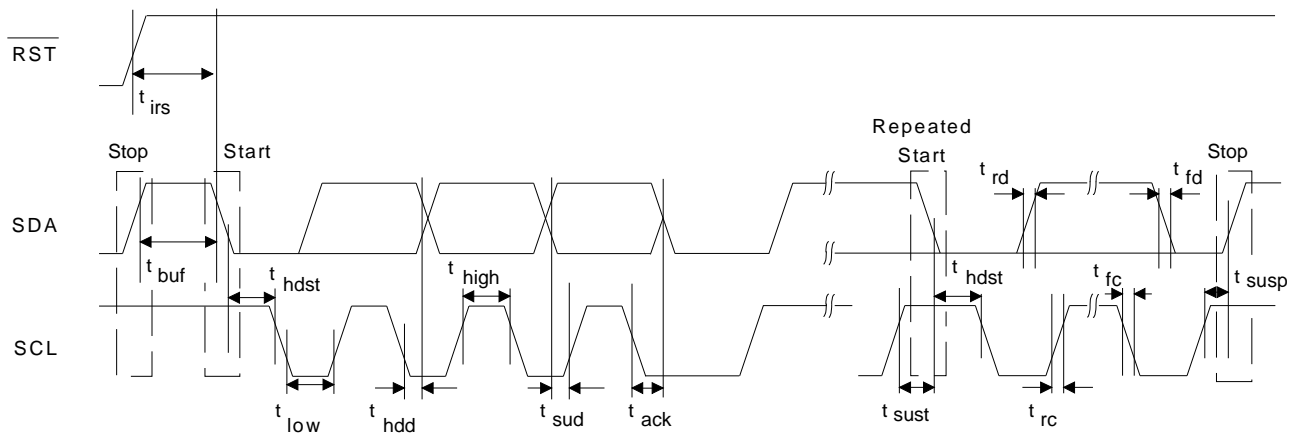 RST
t irs
Repeated
Stop Start Start Stop
t rd t fd
SDA
t buf t hdst t high t hdst t fc t susp
SCL
t low t hdd t sud t ack t sust t rc